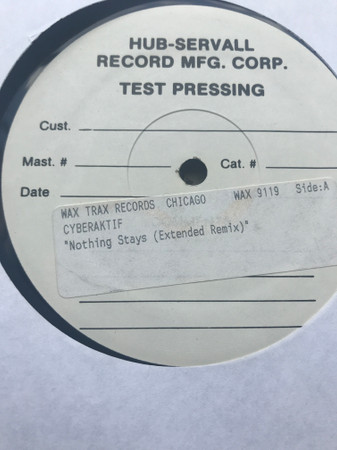 HUB-SERVALL
RECORD MFG. CORP.
TEST PRESSING
Cust.
Mast. # Cat. #
Date
WAX TRAX RECORDS CHICAGO WAX 9119 Side:A
CYBERAKTIF
"Nothing Stays (Extended Remix)"